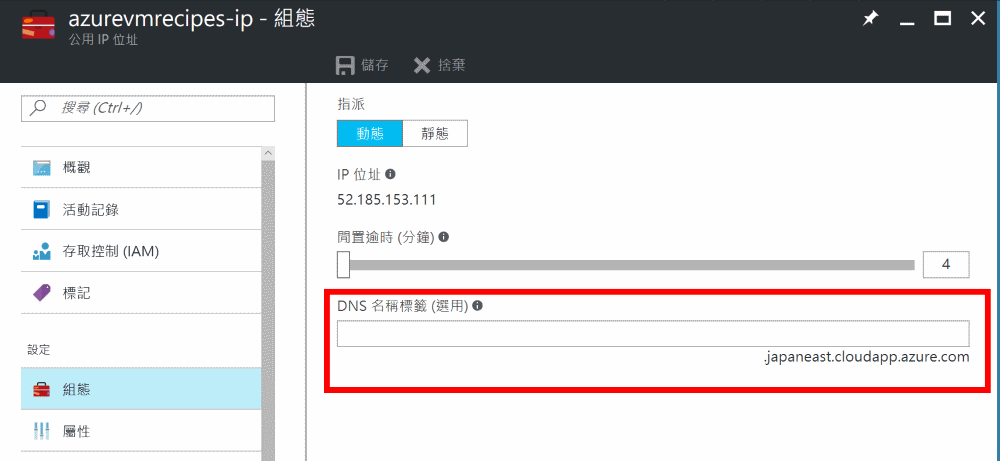 azurevmrecipes-ip - 組態
公用 IP 位址
儲存 捨棄
搜尋 (Ctrl+/)
概觀
活動記錄
存取控制 (IAM)
標記
設定
組態
屬性
指派
動態 靜態
IP 位址
52.185.153.111
閒置逾時 (分鐘)
4
DNS 名稱標籤 (選用)
.japaneast.cloudapp.azure.com